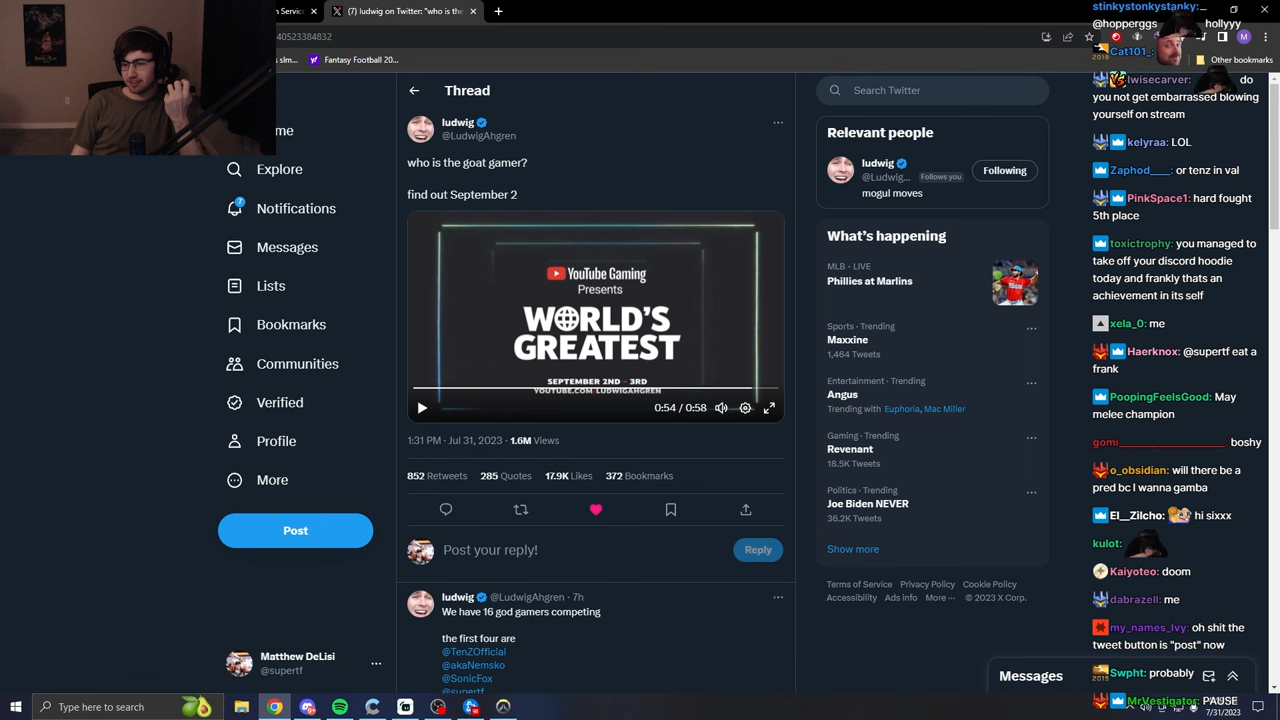 (7) ludwig on Twitter: "who is the
40523384832
Fantasy Football 20...
Other bookmarks
Explore
7
Notifications
Messages
Lists
Bookmarks
Communities
Verified
Profile
More
Post
Matthew DeLisi
@supertf
Thread
ludwig
@LudwigAhgren
who is the goat gamer?
find out September 2
YouTube Gaming
Presents
WORLD'S
GREATEST
SEPTEMBER 2ND - 3RD
YOUTUBE.COM/LUDWIGAHGREN
0:54 / 0:58
1:31 PM · Jul 31, 2023 · 1.6M Views
852 Retweets 285 Quotes 17.9K Likes 372 Bookmarks
Post your reply!
Reply
ludwig @LudwigAhgren · 7h
We have 16 god gamers competing
the first four are
@TenZOfficial
@akaNemsko
@SonicFox
@supertf
Search Twitter
Relevant people
ludwig
@Ludwig... Follows you
Following
mogul moves
What's happening
MLB · LIVE
Phillies at Marlins
Sports · Trending
Maxxine
1,464 Tweets
Entertainment · Trending
Angus
Trending with Euphoria, Mac Miller
Gaming · Trending
Revenant
18.5K Tweets
Politics · Trending
Joe Biden NEVER
36.2K Tweets
Show more
Terms of Service Privacy Policy Cookie Policy
Accessibility Ads info More ··· © 2023 X Corp.
Messages
stinkystonkystanky:
@hopperggs hollyyy
Cat101_:
lwisecarver: do
you not get embarrassed blowing
yourself on stream
kelyraa: LOL
Zaphod____: or tenz in val
PinkSpace1: hard fought
5th place
toxictrophy: you managed to
take off your discord hoodie
today and frankly thats an
achievement in its self
xela_0: me
Haerknox: @supertf eat a
frank
PoopingFeelsGood: May
melee champion
boshy
o_obsidian: will there be a
pred bc I wanna gamba
El__Zilcho: hi sixxx
kulot:
Kaiyoteo: doom
dabrazell: me
my_names_Ivy: oh shit the
tweet button is "post" now
Swpht: probably
MrVestigator: PAUSE
Type here to search
7/31/2023